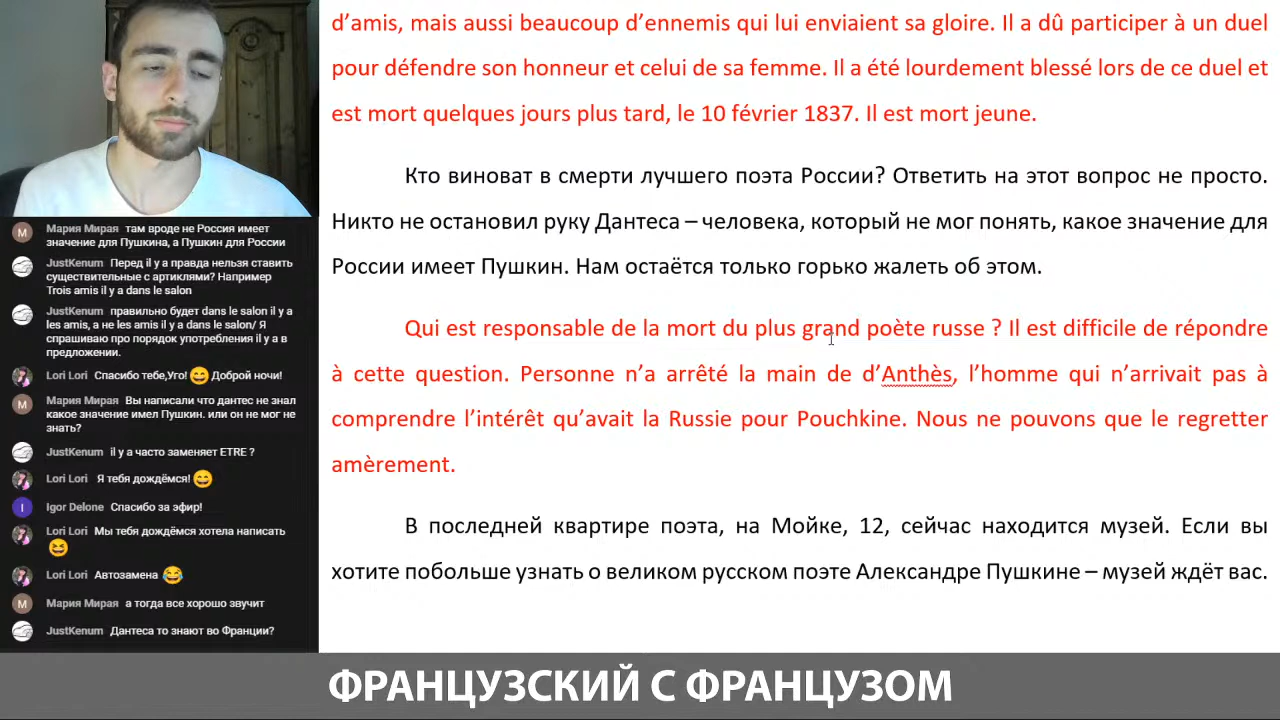 d’amis, mais aussi beaucoup d’ennemis qui lui enviaient sa gloire. Il a dû participer à un duel
pour défendre son honneur et celui de sa femme. Il a été lourdement blessé lors de ce duel et
est mort quelques jours plus tard, le 10 février 1837. Il est mort jeune.
Кто виноват в смерти лучшего поэта России? Ответить на этот вопрос не просто.
Никто не остановил руку Дантеса – человека, который не мог понять, какое значение для
России имеет Пушкин. Нам остаётся только горько жалеть об этом.
Qui est responsable de la mort du plus grand poète russe ? Il est difficile de répondre
à cette question. Personne n’a arrêté la main de d’Anthès, l’homme qui n’arrivait pas à
comprendre l’intérêt qu’avait la Russie pour Pouchkine. Nous ne pouvons que le regretter
amèrement.
В последней квартире поэта, на Мойке, 12, сейчас находится музей. Если вы
хотите побольше узнать о великом русском поэте Александре Пушкине – музей ждёт вас.
М
Мария Мирая там вроде не Россия имеет
значение для Пушкина, а Пушкин для России
JustKenum Перед il y a правда нельзя ставить
существительные с артиклями? Например
Trois amis il y a dans le salon
JustKenum правильно будет dans le salon il y a
les amis, а не les amis il y a dans le salon/ Я
спрашиваю про порядок употребления il y a в
предложении.
Lori Lori Спасибо тебе,Уго! 😄 Доброй ночи!
М
Мария Мирая Вы написали что дантес не знал
какое значение имел Пушкин. или он не мог не
знать?
JustKenum il y a часто заменяет ETRE ?
Lori Lori Я тебя дождёмся! 😄
I
Igor Delone Спасибо за эфир!
Lori Lori Мы тебя дождёмся хотела написать
😆
Lori Lori Автозамена 😂
М
Мария Мирая а тогда все хорошо звучит
JustKenum Дантеса то знают во Франции?
ФРАНЦУЗСКИЙ С ФРАНЦУЗОМ